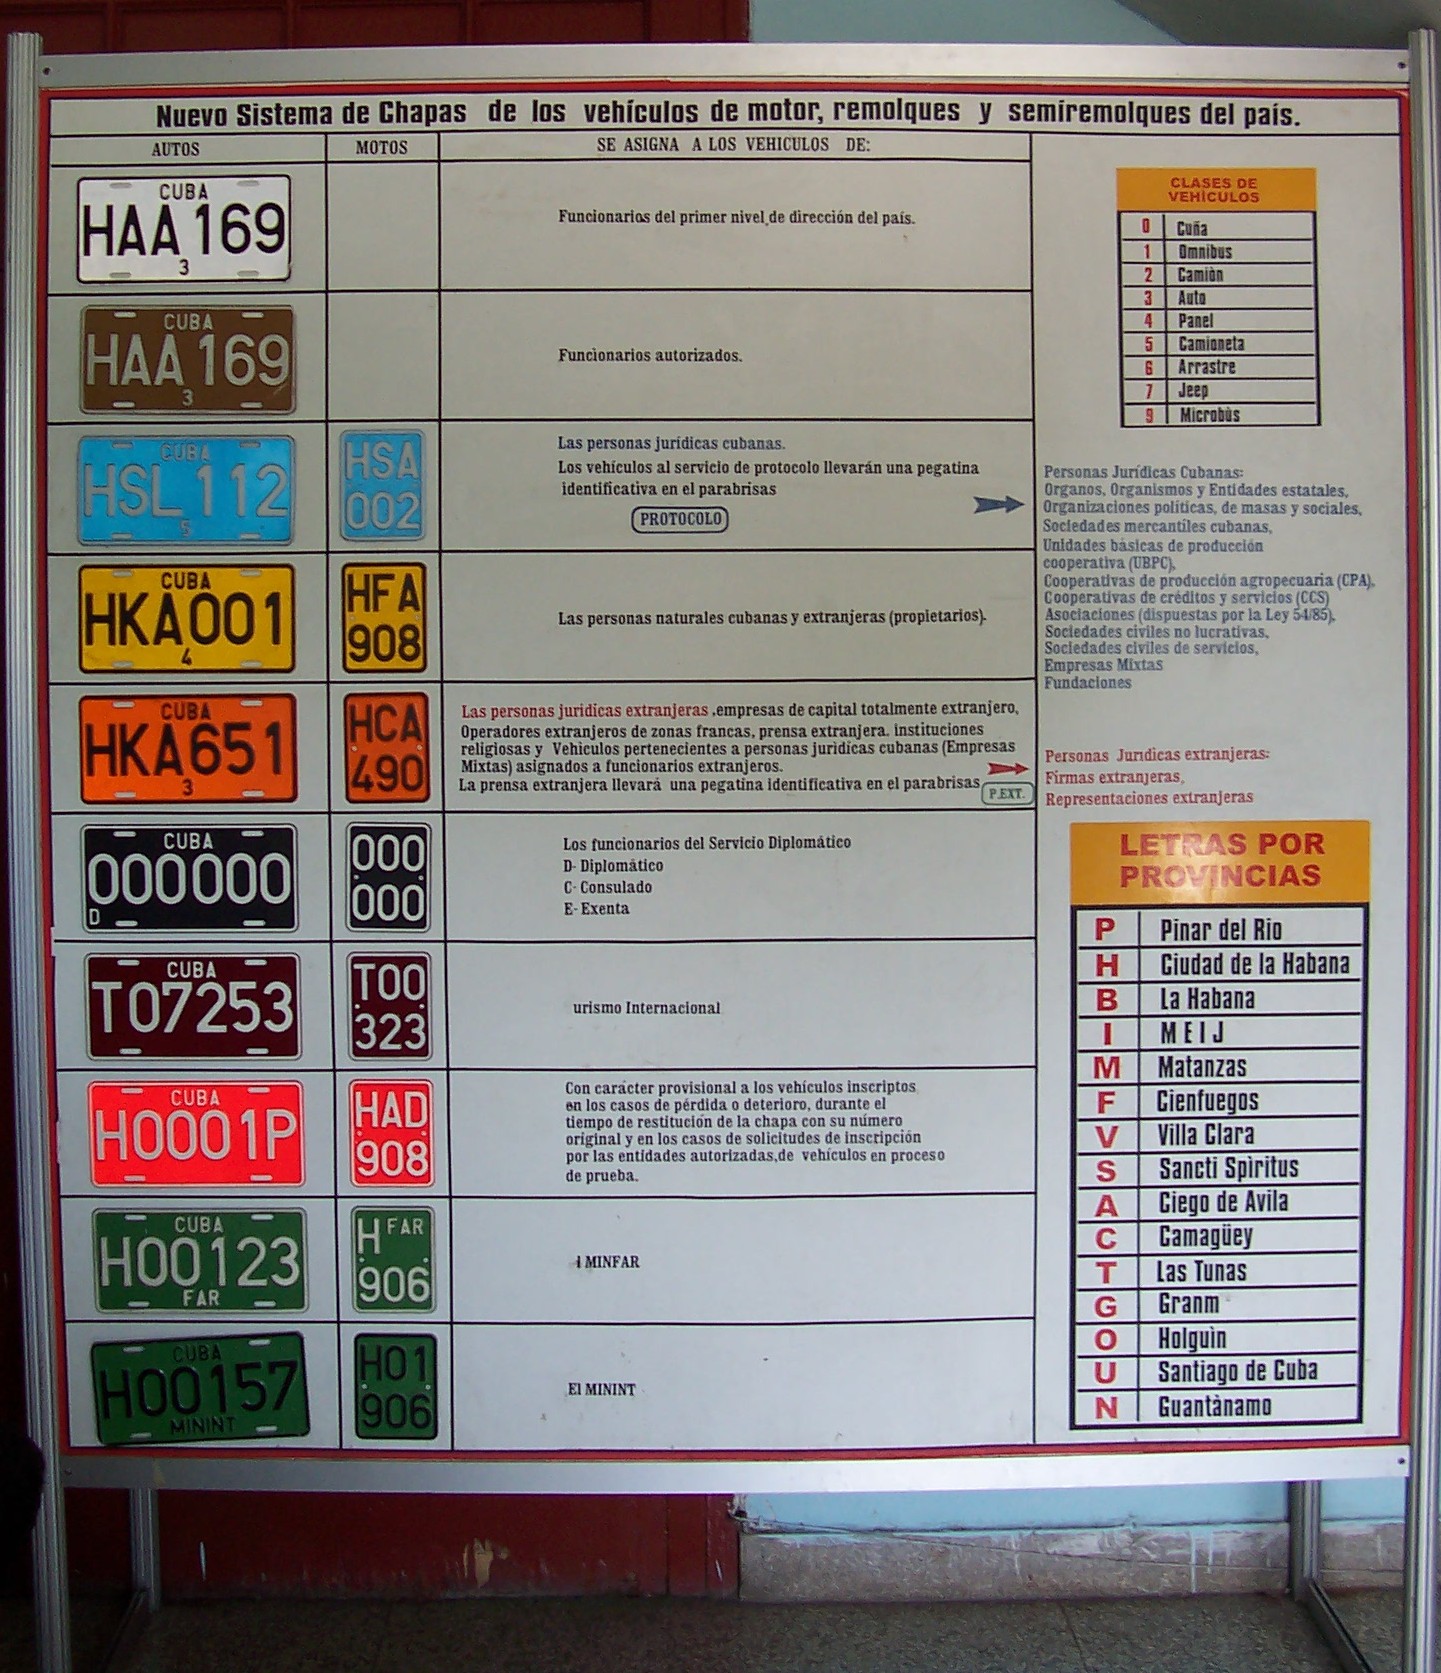 Nuevo Sistema de Chapas de los vehículos de motor, remolques y semiremolques del país.
AUTOS
MOTOS
SE ASIGNA A LOS VEHICULOS DE:
CUBA
HAA 169
3
Funcionarios del primer nivel de dirección del país.
CUBA
HAA 169
3
Funcionarios autorizados.
CUBA
HSL 112
5
HSA
002
Las personas jurídicas cubanas.
Los vehículos al servicio de protocolo llevarán una pegatina
identificativa en el parabrisas
PROTOCOLO
CUBA
HKA001
4
HFA
908
Las personas naturales cubanas y extranjeras (propietarios).
CUBA
HKA651
3
HCA
490
Las personas juridicas extranjeras ,empresas de capital totalmente extranjero,
Operadores extranjeros de zonas francas, prensa extranjera, instituciones
religiosas y Vehiculos pertenecientes a personas jurìdicas cubanas (Empresas
Mixtas) asignados a funcionarios extranjeros.
La prensa extranjera llevará una pegatina identificativa en el parabrisas
P.EXT.
CUBA
000000
D
000
000
Los funcionarios del Servicio Diplomático
D- Diplomático
C- Consulado
E- Exenta
CUBA
T07253
T00
323
urismo Internacional
CUBA
H0001P
HAD
908
Con carácter provisional a los vehículos inscriptos
en los casos de pérdida o deterioro, durante el
tiempo de restitución de la chapa con su número
original y en los casos de solicitudes de inscripción
por las entidades autorizadas,de vehículos en proceso
de prueba.
CUBA
H00123
FAR
H FAR
906
l MINFAR
CUBA
H00157
MININT
H01
906
El MININT
CLASES DE
VEHÍCULOS
0 Cuña
1 Omnibus
2 Camiòn
3 Auto
4 Panel
5 Camioneta
6 Arrastre
7 Jeep
9 Microbùs
Personas Jurídicas Cubanas:
Organos, Organismos y Entidades estatales,
Organizaciones políticas, de masas y sociales,
Sociedades mercantiles cubanas,
Unidades básicas de producción
cooperativa (UBPC),
Cooperativas de producción agropecuaria (CPA),
Cooperativas de créditos y servicios (CCS)
Asociaciones (dispuestas por la Ley 54/85),
Sociedades civiles no lucrativas,
Sociedades civiles de servicios,
Empresas Mixtas
Fundaciones
Personas Jurídicas extranjeras:
Firmas extranjeras,
Representaciones extranjeras
LETRAS POR
PROVINCIAS
P Pinar del Rio
H Ciudad de la Habana
B La Habana
I M E I J
M Matanzas
F Cienfuegos
V Villa Clara
S Sancti Spìritus
A Ciego de Avila
C Camagüey
T Las Tunas
G Granm
O Holguìn
U Santiago de Cuba
N Guantànamo